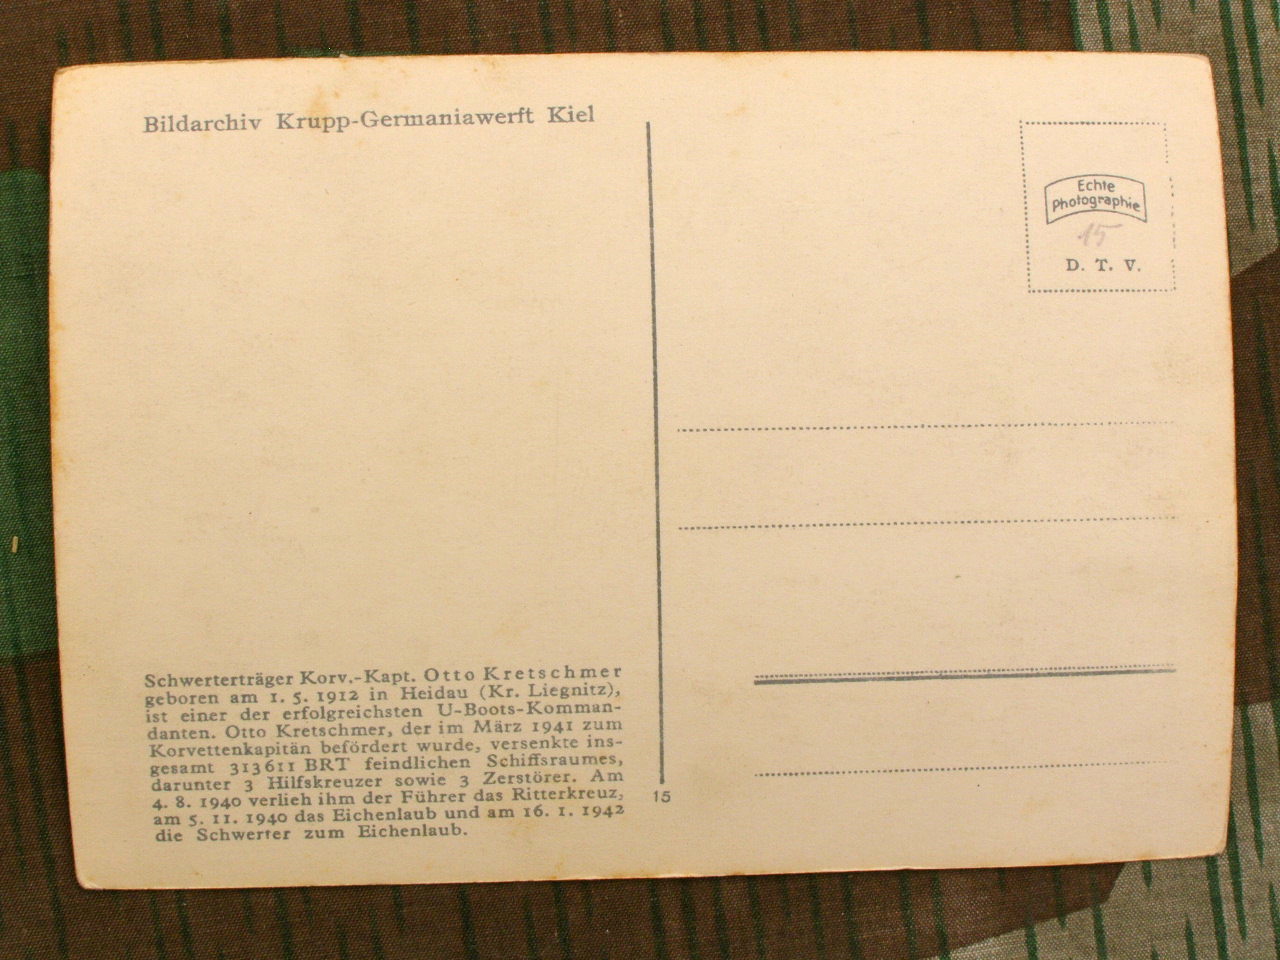 Bildarchiv Krupp-Germaniawerft Kiel
Echte
Photographie
15
D. T. V.
Schwerterträger Korv.-Kapt. Otto Kretschmer
geboren am 1. 5. 1912 in Heidau (Kr. Liegnitz),
ist einer der erfolgreichsten U-Boots-Komman-
danten. Otto Kretschmer, der im März 1941 zum
Korvettenkapitän befördert wurde, versenkte ins-
gesamt 313611 BRT feindlichen Schiffsraumes,
darunter 3 Hilfskreuzer sowie 3 Zerstörer. Am
4. 8. 1940 verlieh ihm der Führer das Ritterkreuz,
am 5. 11. 1940 das Eichenlaub und am 16. 1. 1942
die Schwerter zum Eichenlaub.
15